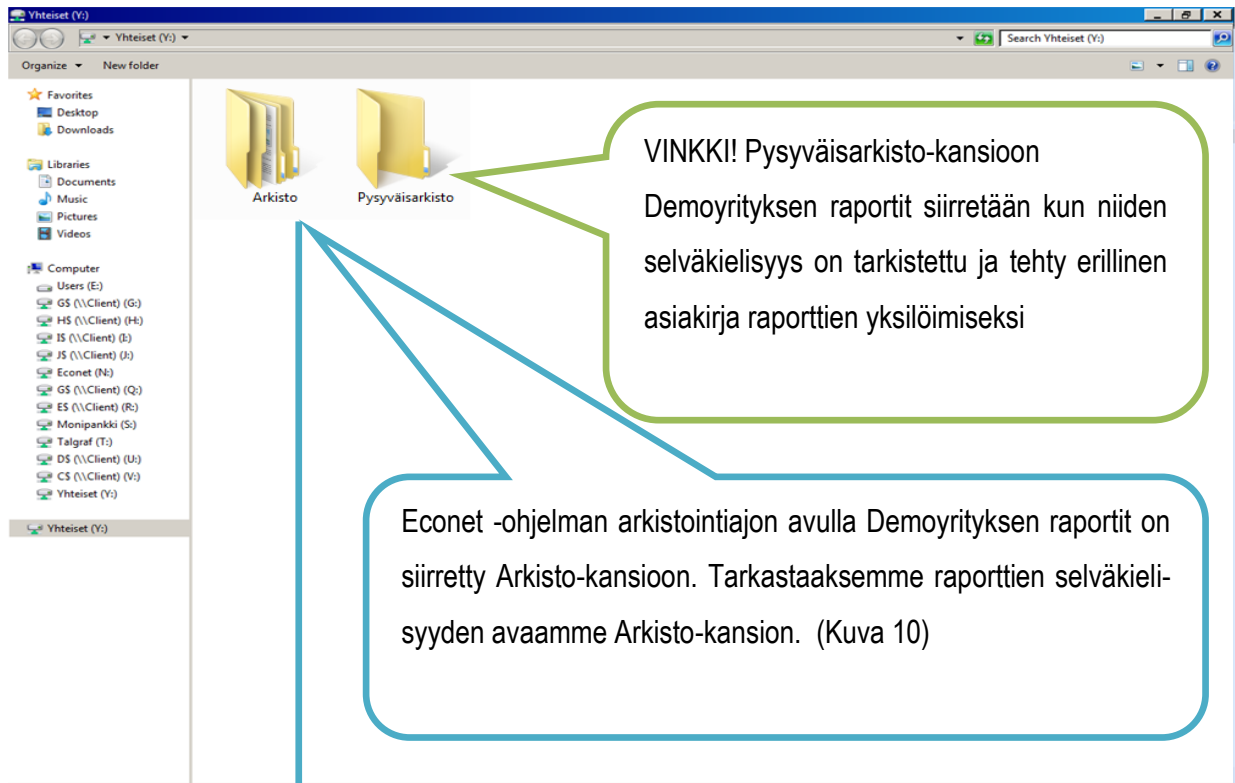 Yhteiset (Y:)
Yhteiset (Y:)
Search Yhteiset (Y:)
Organize
New folder
Favorites
Desktop
Downloads
Libraries
Documents
Music
Pictures
Videos
Computer
Users (E:)
G$ (\\Client) (G:)
H$ (\\Client) (H:)
I$ (\\Client) (I:)
J$ (\\Client) (J:)
Econet (N:)
G$ (\\Client) (Q:)
E$ (\\Client) (R:)
Monipankki (S:)
Talgraf (T:)
D$ (\\Client) (U:)
C$ (\\Client) (V:)
Yhteiset (Y:)
Yhteiset (Y:)
Arkisto
Pysyväisarkisto
VINKKI! Pysyväisarkisto-kansioon
Demoyrityksen raportit siirretään kun niiden
selväkielisyys on tarkistettu ja tehty erillinen
asiakirja raporttien yksilöimiseksi
Econet -ohjelman arkistointiajon avulla Demoyrityksen raportit on
siirretty Arkisto-kansioon. Tarkastaaksemme raporttien selväkieli-
syyden avaamme Arkisto-kansion. (Kuva 10)